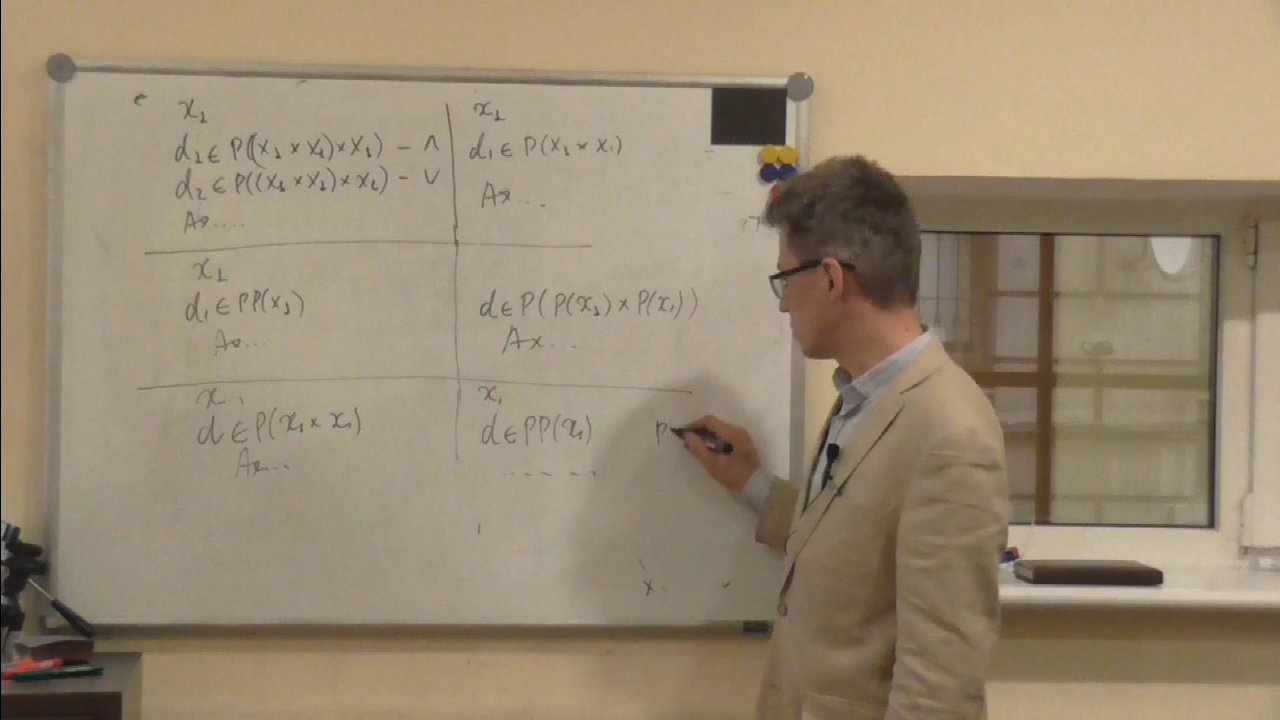 x₁
d₁ ∈ P((x₁ × x₁) × x₁) – ∧
d₂ ∈ P((x₁ × x₁) × x₁) – ∨
Ax....
x₁
d₁ ∈ P(x₁ × x₁)
Ax...
x₁
d₁ ∈ PP(x₁)
Ax...
d ∈ P(P(x₁) × P(x₁))
Ax...
x₁
d ∈ P(x₁ × x₁)
Ax...
x₁
d ∈ PP(x₁)
-----
P